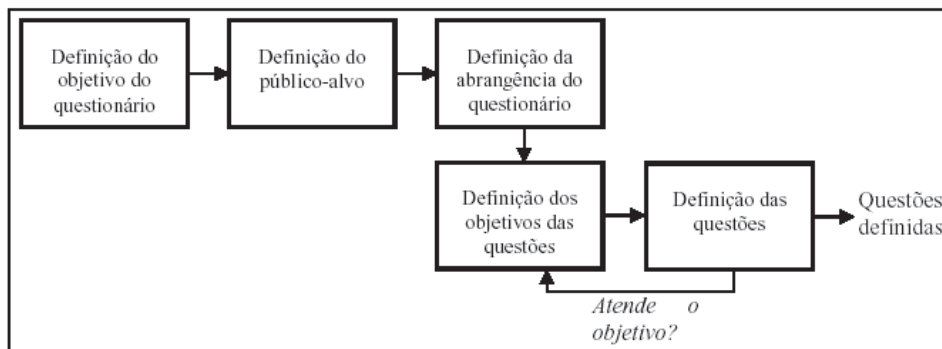 Definição do
objetivo do
questionário
Definição do
público-alvo
Definição da
abrangência do
questionário
Definição dos
objetivos das
questões
Definição das
questões
Questões
definidas
Atende o
objetivo?